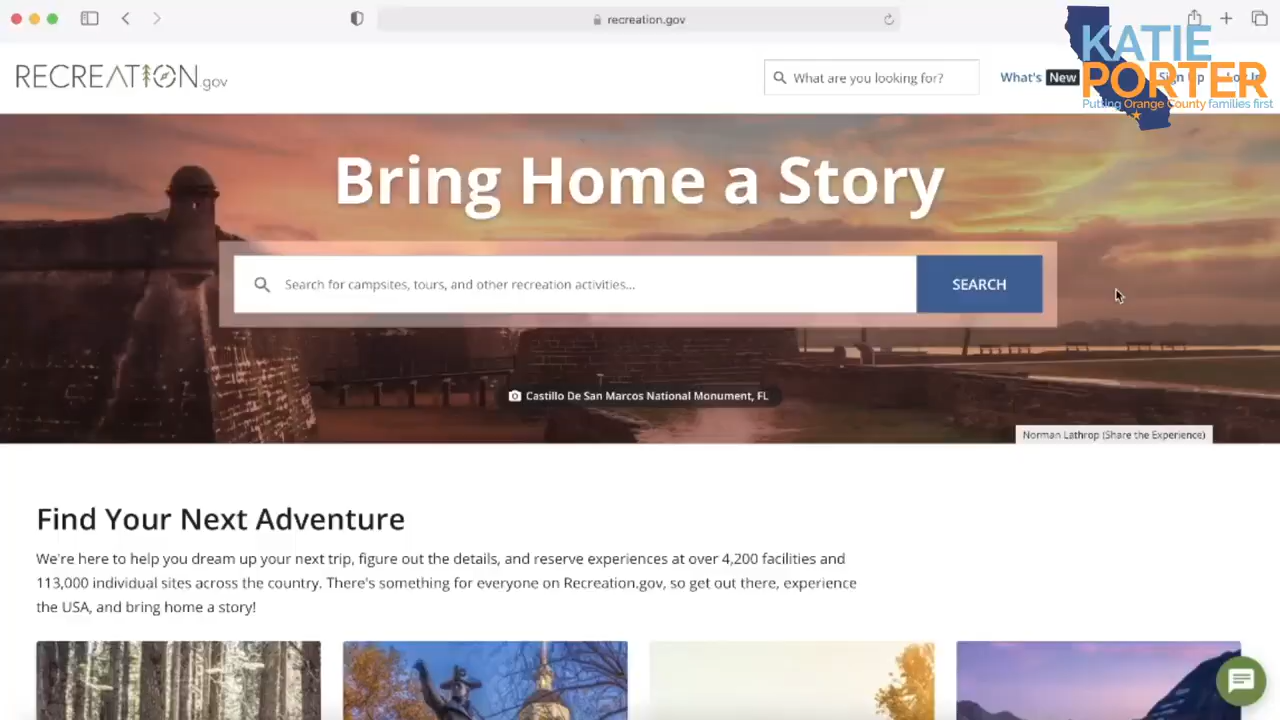 recreation.gov
KATIE
PORTER
Putting Orange County families first
RECREATION.gov
What are you looking for?
What's New
Sign Up
Log In
Bring Home a Story
Search for campsites, tours, and other recreation activities...
SEARCH
Castillo De San Marcos National Monument, FL
Norman Lathrop (Share the Experience)
Find Your Next Adventure
We're here to help you dream up your next trip, figure out the details, and reserve experiences at over 4,200 facilities and
113,000 individual sites across the country. There's something for everyone on Recreation.gov, so get out there, experience
the USA, and bring home a story!